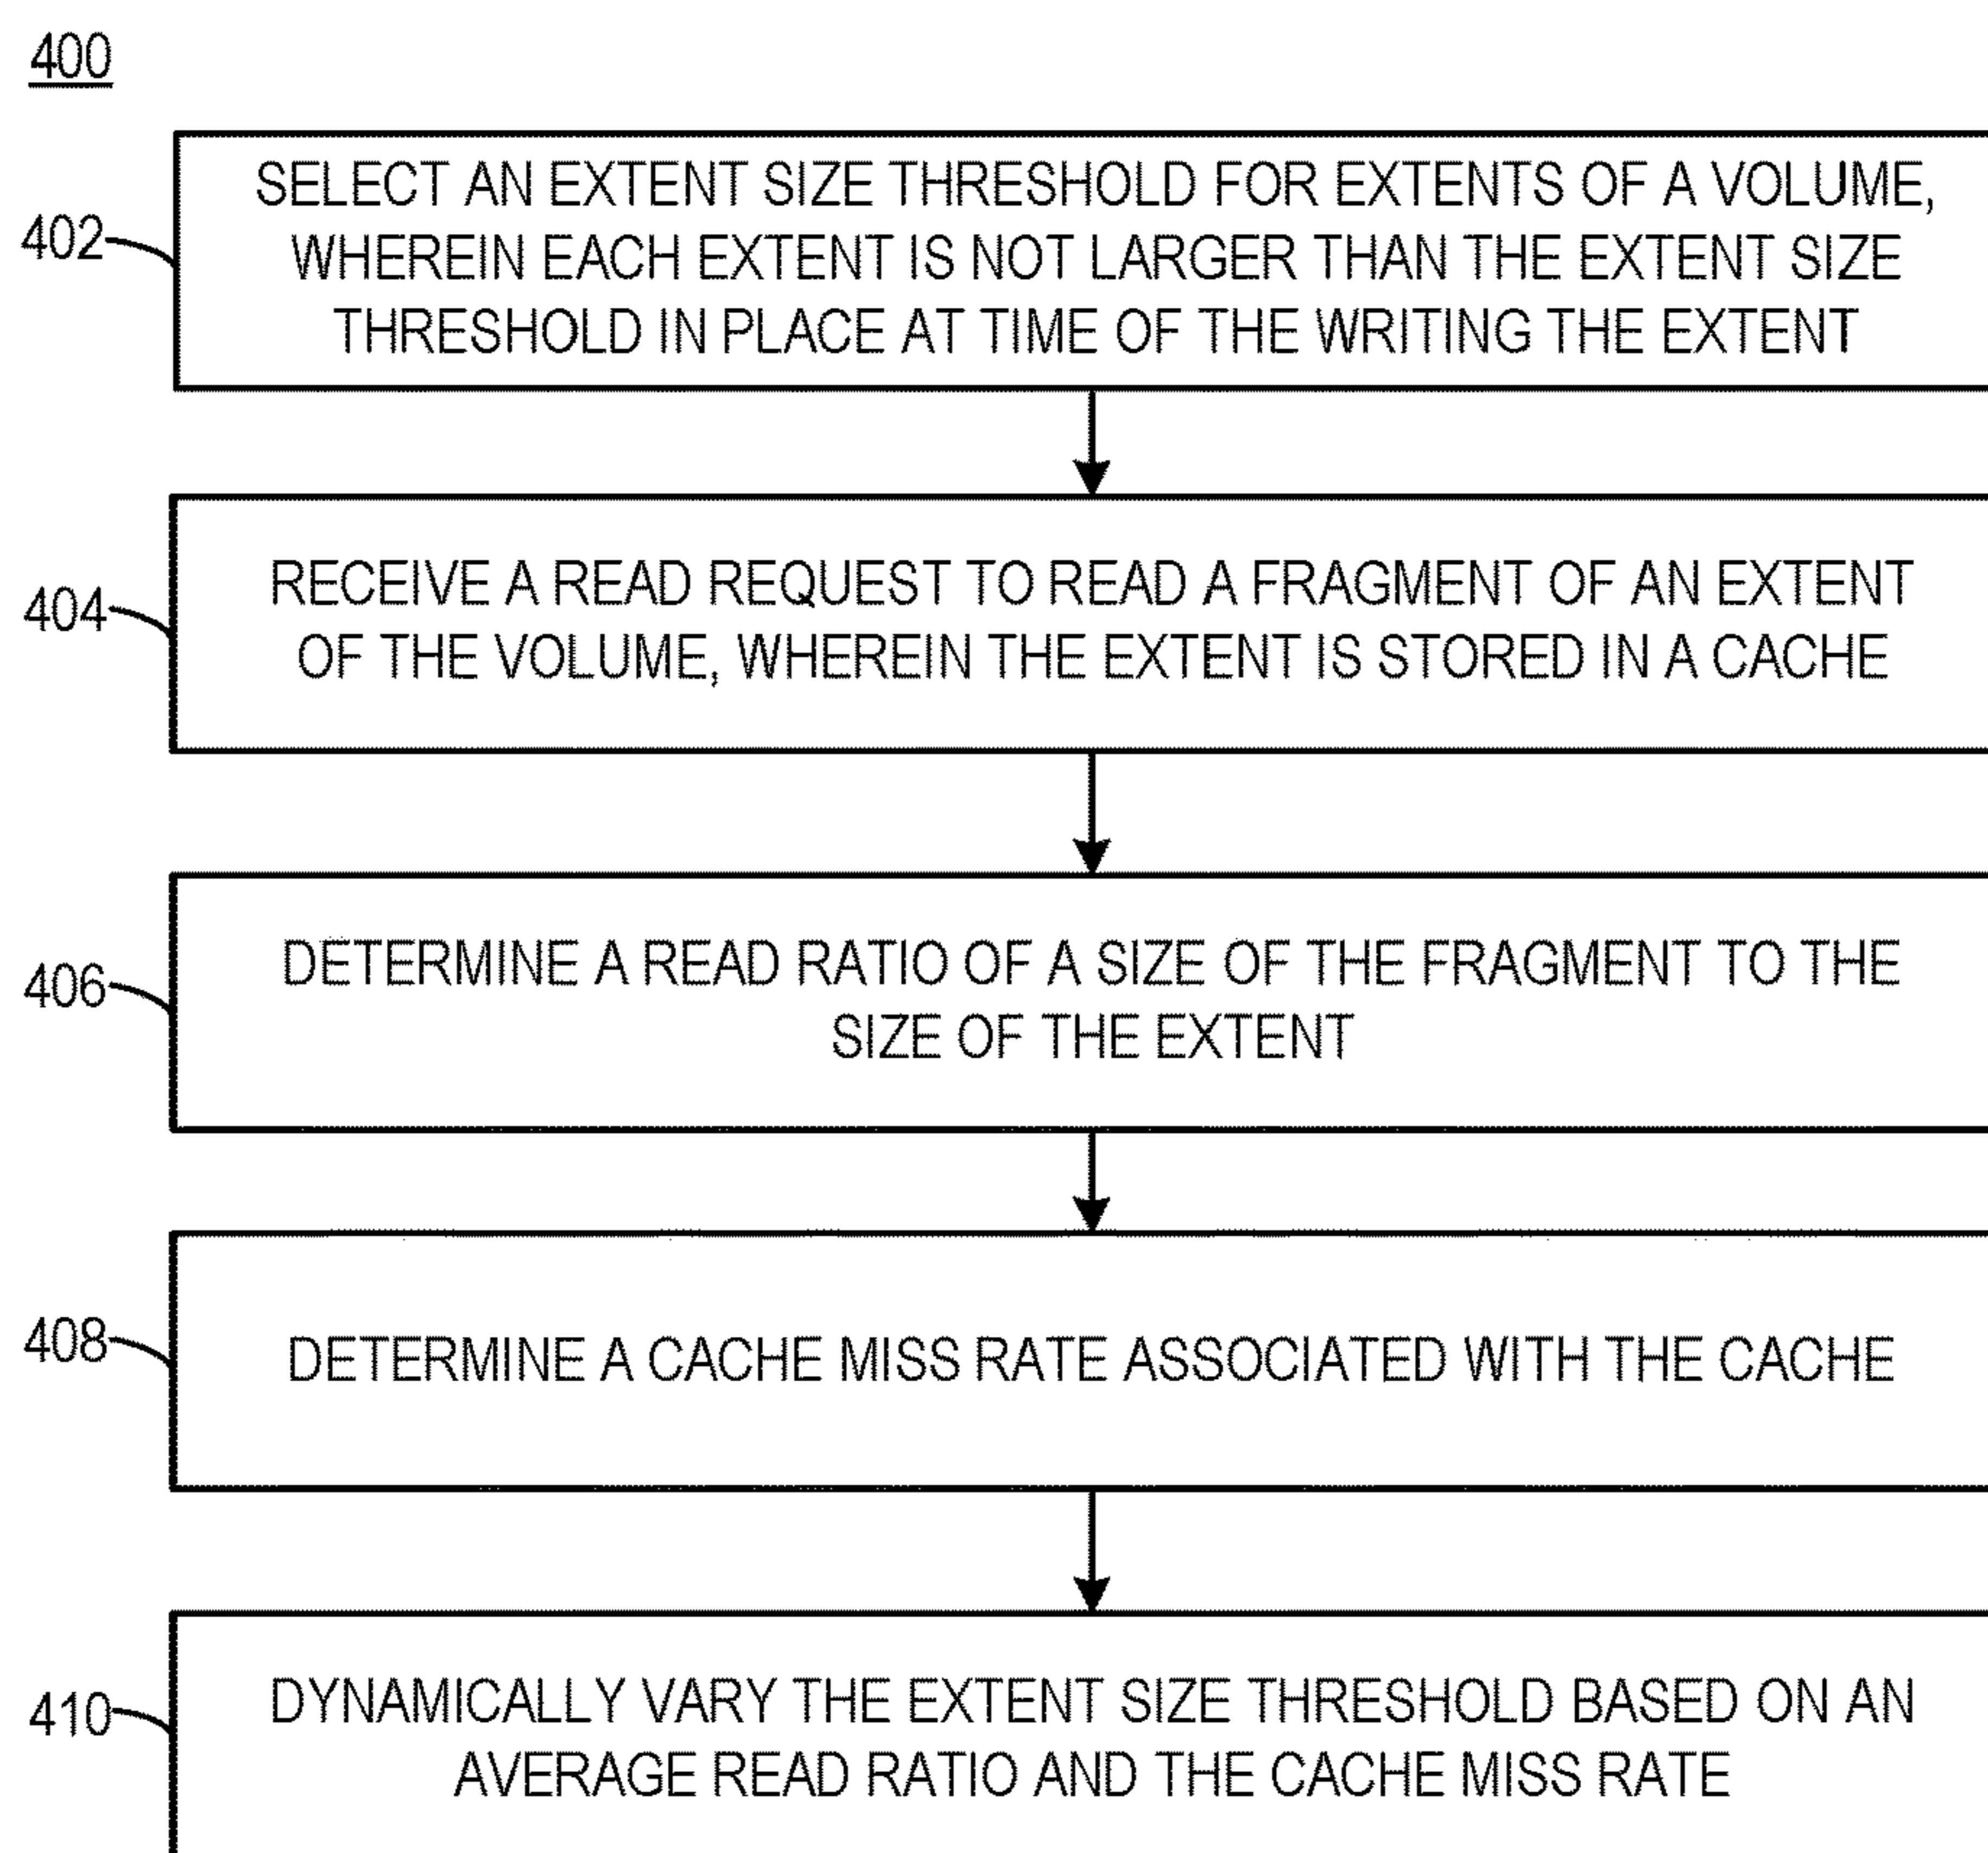 400
402
SELECT AN EXTENT SIZE THRESHOLD FOR EXTENTS OF A VOLUME,
WHEREIN EACH EXTENT IS NOT LARGER THAN THE EXTENT SIZE
THRESHOLD IN PLACE AT TIME OF THE WRITING THE EXTENT
404
RECEIVE A READ REQUEST TO READ A FRAGMENT OF AN EXTENT
OF THE VOLUME, WHEREIN THE EXTENT IS STORED IN A CACHE
406
DETERMINE A READ RATIO OF A SIZE OF THE FRAGMENT TO THE
SIZE OF THE EXTENT
408
DETERMINE A CACHE MISS RATE ASSOCIATED WITH THE CACHE
410
DYNAMICALLY VARY THE EXTENT SIZE THRESHOLD BASED ON AN
AVERAGE READ RATIO AND THE CACHE MISS RATE